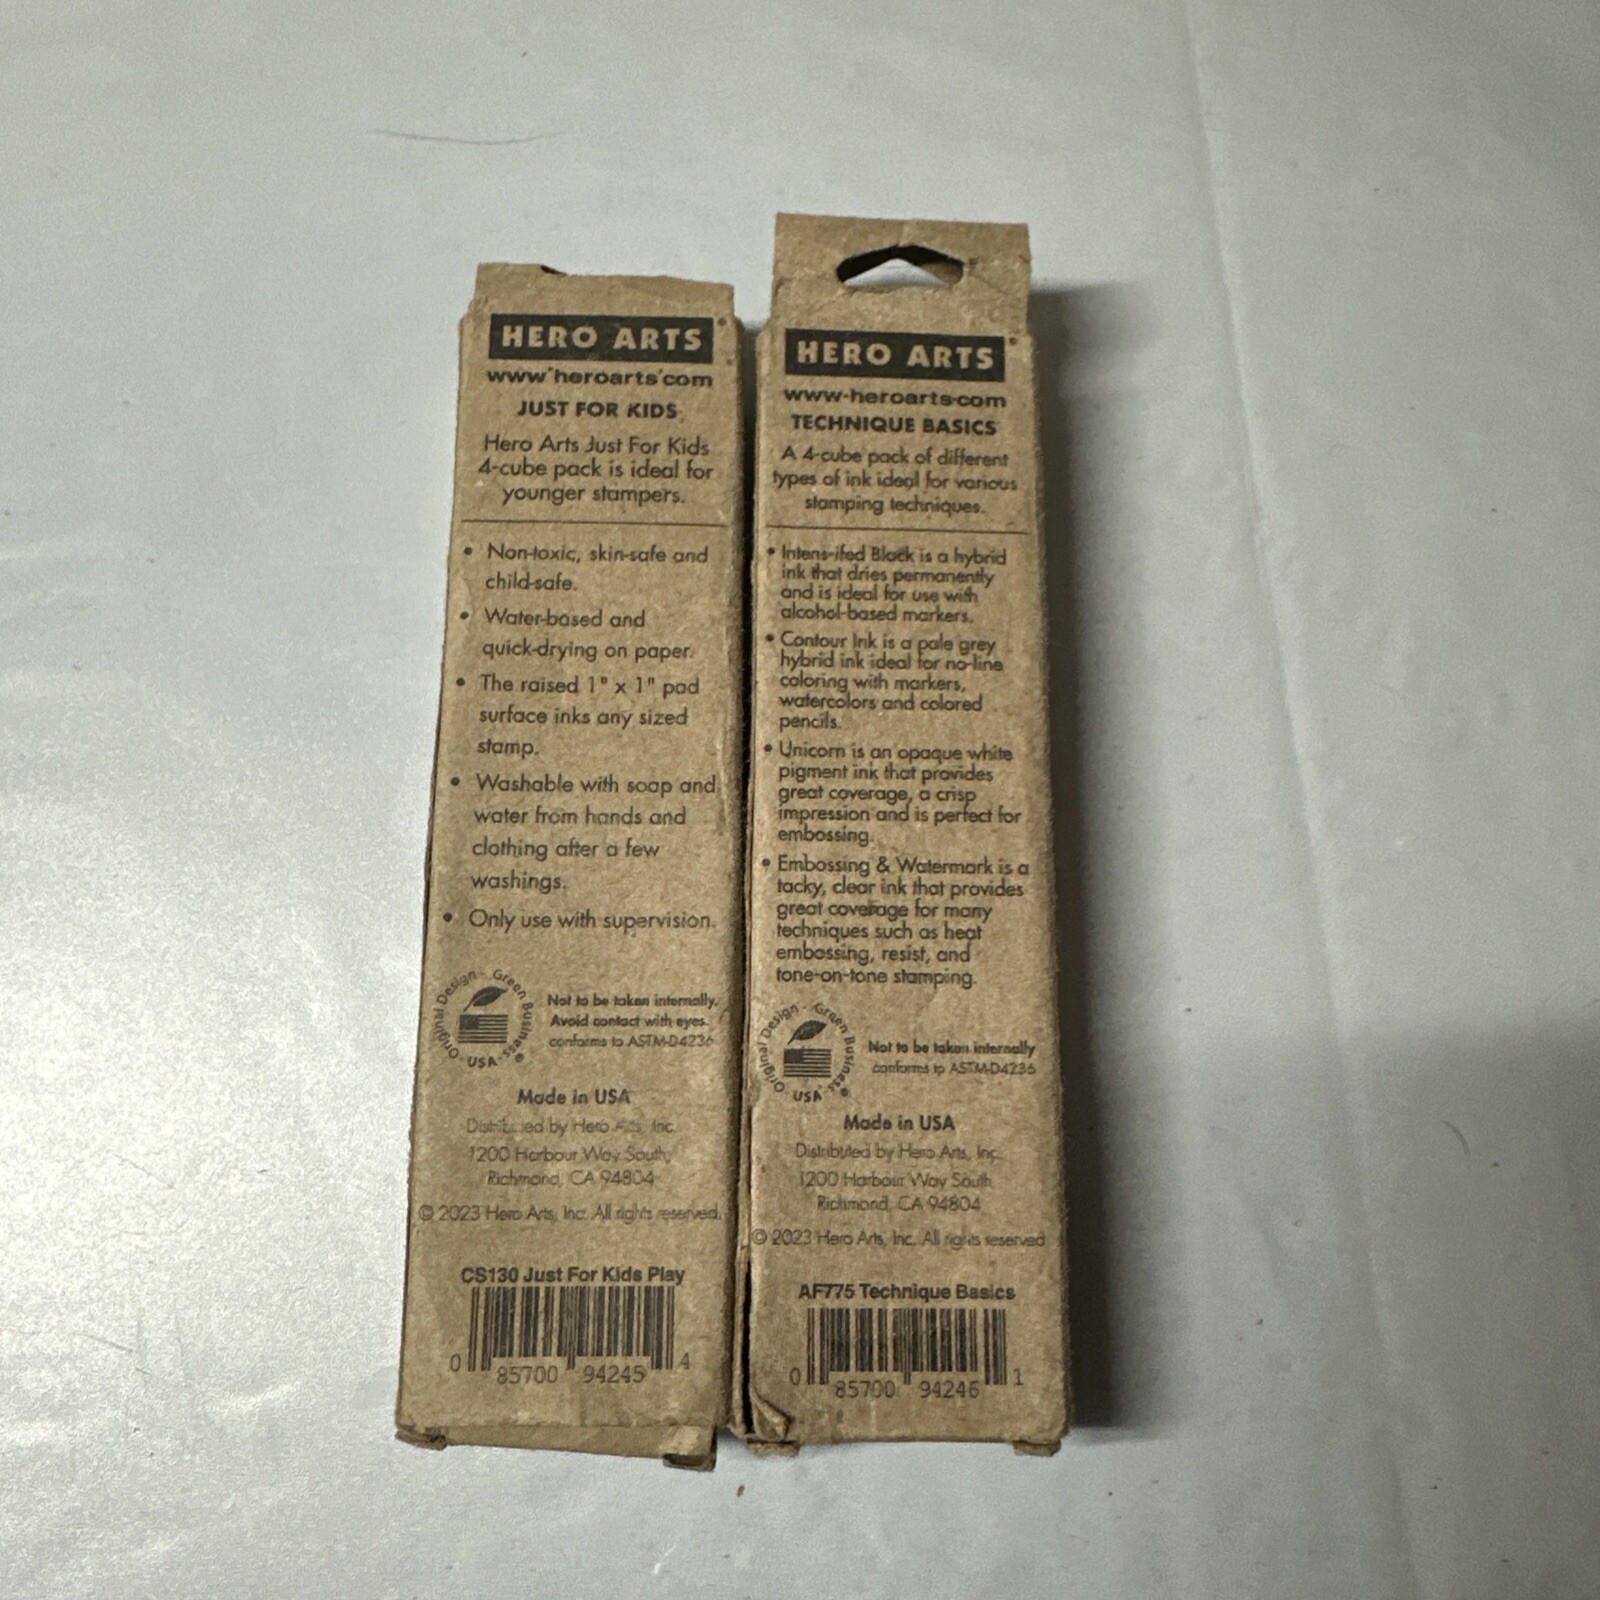 HERO ARTS®
www.heroarts.com
JUST FOR KIDS
Hero Arts Just For Kids
4-cube pack is ideal for
younger stampers.
• Non-toxic, skin-safe and
child-safe.
• Water-based and
quick-drying on paper.
• The raised 1" x 1" pad
surface inks any sized
stamp.
• Washable with soap and
water from hands and
clothing after a few
washings.
• Only use with supervision.
Original Design · Green Business® · USA ·
Not to be taken internally.
Avoid contact with eyes.
conforms to ASTM-D4236
Made in USA
Distributed by Hero Arts, Inc.
1200 Harbour Way South,
Richmond, CA 94804
© 2023 Hero Arts, Inc. All rights reserved.
CS130 Just For Kids Play
0 85700 94245 4
HERO ARTS®
www.heroarts.com
TECHNIQUE BASICS
A 4-cube pack of different
types of ink ideal for various
stamping techniques.
• Intens-ifed Black is a hybrid
ink that dries permanently
and is ideal for use with
alcohol-based markers.
• Contour Ink is a pale grey
hybrid ink ideal for no-line
coloring with markers,
watercolors and colored
pencils.
• Unicorn is an opaque white
pigment ink that provides
great coverage, a crisp
impression and is perfect for
embossing.
• Embossing & Watermark is a
tacky, clear ink that provides
great coverage for many
techniques such as heat
embossing, resist, and
tone-on-tone stamping.
Original Design · Green Business® · USA ·
Not to be taken internally
conforms to ASTM-D4236
Made in USA
Distributed by Hero Arts, Inc.
1200 Harbour Way South,
Richmond, CA 94804
© 2023 Hero Arts, Inc. All rights reserved
AF775 Technique Basics
0 85700 94246 1